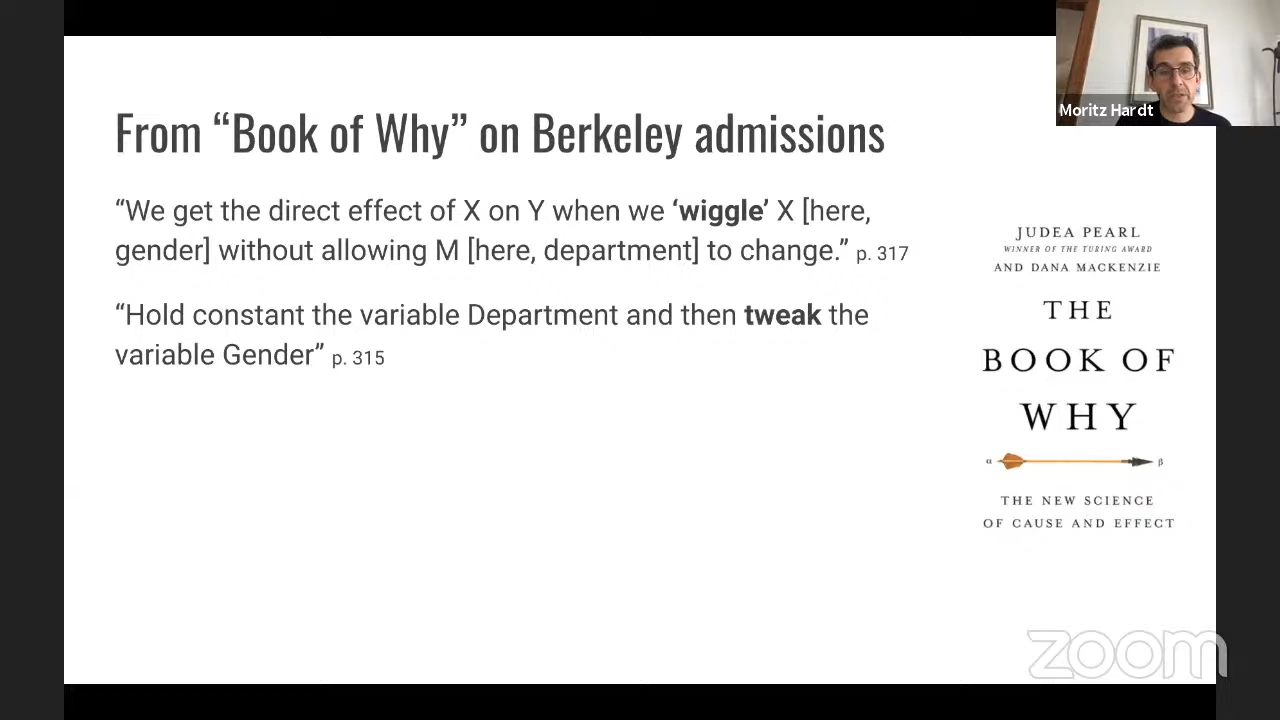 Moritz Hardt
From “Book of Why” on Berkeley admissions
“We get the direct effect of X on Y when we ‘wiggle’ X [here,
gender] without allowing M [here, department] to change.” p. 317
“Hold constant the variable Department and then tweak the
variable Gender” p. 315
JUDEA PEARL
WINNER OF THE TURING AWARD
AND DANA MACKENZIE
THE
BOOK OF
WHY
α β
THE NEW SCIENCE
OF CAUSE AND EFFECT
zoom